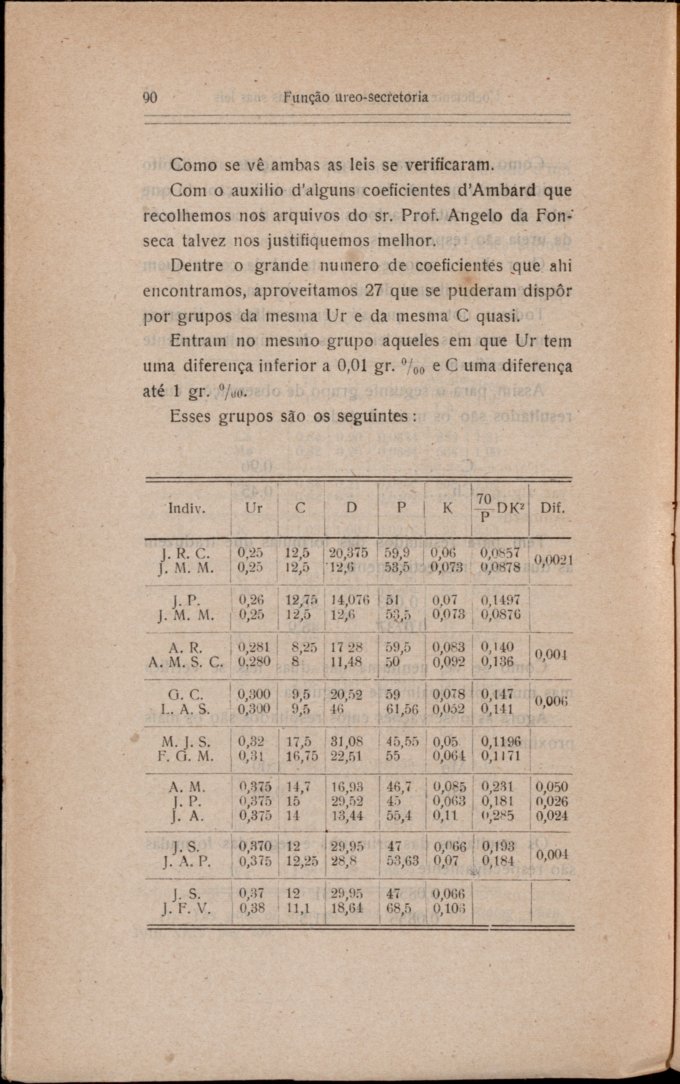 90 Função ureo-secretoria
Como se vê ambas as leis se verificaram.
Com o auxilio d'alguns coeficientes d'Ambard que
recolhemos nos arquivos do sr. Prof. Angelo da Fon-
seca talvez nos justifiquemos melhor.
Dentre o grande numero de coeficientes que ahi
encontramos, aproveitamos 27 que se puderam dispôr
por grupos da mesma Ur e da mesma C quasi.
Entram no mesmo grupo aqueles em que Ur tem
uma diferença inferior a 0,01 gr. ⁰/₀₀ e C uma diferença
até 1 gr. ⁰/₀₀.
Esses grupos são os seguintes:
Indiv. Ur C D P K 70/P DK² Dif.
J. R. C. 0,25 12,5 20,375 59,9 0,06 0,0857
J. M. M. 0,25 12,5 12,6 53,5 0,073 0,0878 0,0021
J. P. 0,26 12,75 14,076 51 0,07 0,1497
J. M. M. 0,25 12,5 12,6 53,5 0,073 0,0876
A. R. 0,281 8,25 17 28 59,5 0,083 0,140
A. M. S. C. 0,280 8 11,48 50 0,092 0,136 0,004
G. C. 0,300 9,5 20,52 59 0,078 0,147
L. A. S. 0,300 9,5 46 61,56 0,052 0,141 0,006
M. J. S. 0,32 17,5 31,08 45,55 0,05 0,1196
F. G. M. 0,31 16,75 22,51 55 0,064 0,1171
A. M. 0,375 14,7 16,93 46,7 0,085 0,231 0,050
J. P. 0,375 15 29,52 45 0,063 0,181 0,026
J. A. 0,375 14 13,44 55,4 0,11 0,285 0,024
J. S. 0,370 12 29,95 47 0,066 0,193
J. A. P. 0,375 12,25 28,8 53,63 0,07 0,184 0,004
J. S. 0,37 12 29,95 47 0,066
J. F. V. 0,38 11,1 18,64 68,5 0,106